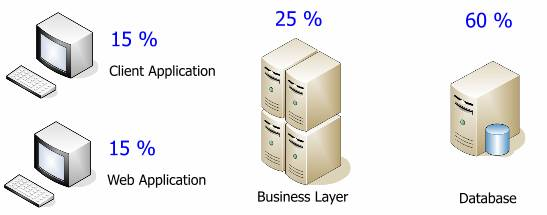 15 %
Client Application
15 %
Web Application
25 %
Business Layer
60 %
Database